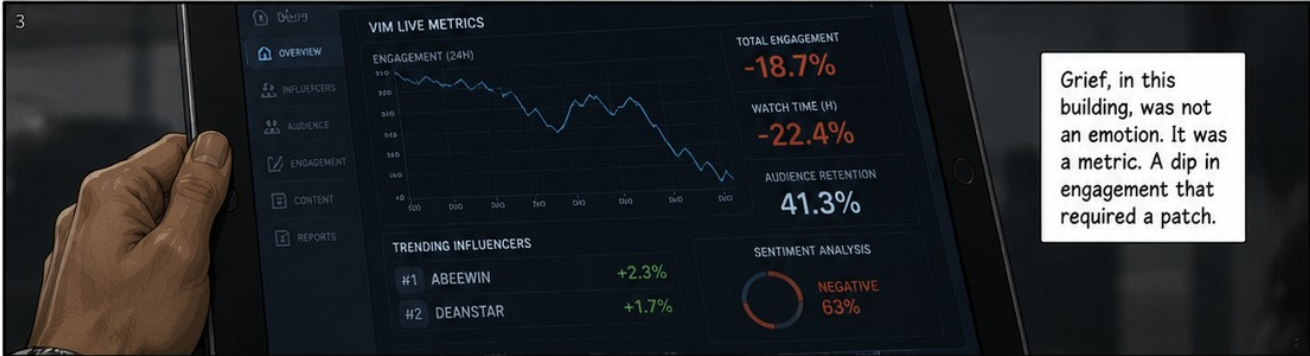 3
VIM LIVE METRICS
OVERVIEW
INFLUENCERS
AUDIENCE
ENGAGEMENT
CONTENT
REPORTS
ENGAGEMENT (24H)
TOTAL ENGAGEMENT
-18.7%
WATCH TIME (H)
-22.4%
AUDIENCE RETENTION
41.3%
TRENDING INFLUENCERS
#1 ABEEWIN +2.3%
#2 DEANSTAR +1.7%
SENTIMENT ANALYSIS
NEGATIVE
63%
Grief, in this
building, was not
an emotion. It was
a metric. A dip in
engagement that
required a patch.